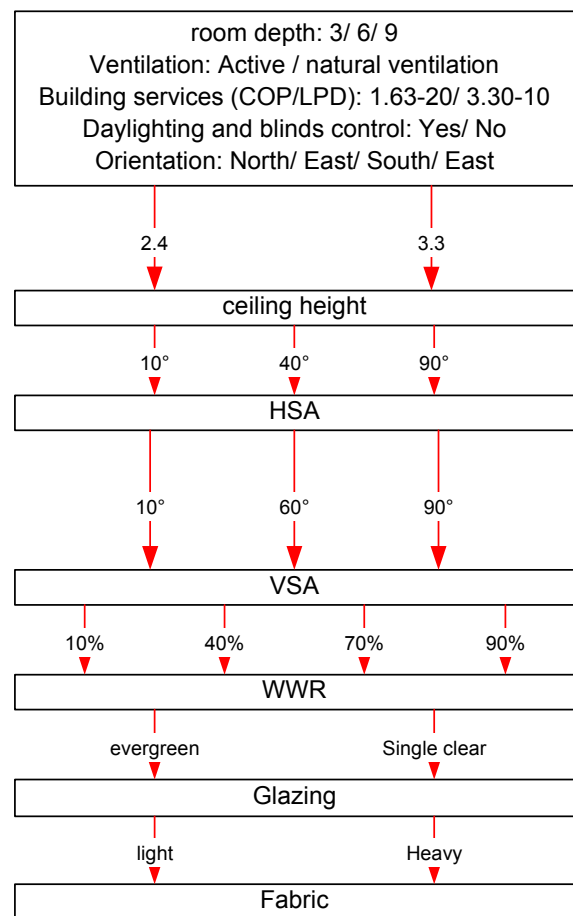 room depth: 3/ 6/ 9
Ventilation: Active / natural ventilation
Building services (COP/LPD): 1.63-20/ 3.30-10
Daylighting and blinds control: Yes/ No
Orientation: North/ East/ South/ East
2.4 3.3
ceiling height
10° 40° 90°
HSA
10° 60° 90°
VSA
10% 40% 70% 90%
WWR
evergreen Single clear
Glazing
light Heavy
Fabric